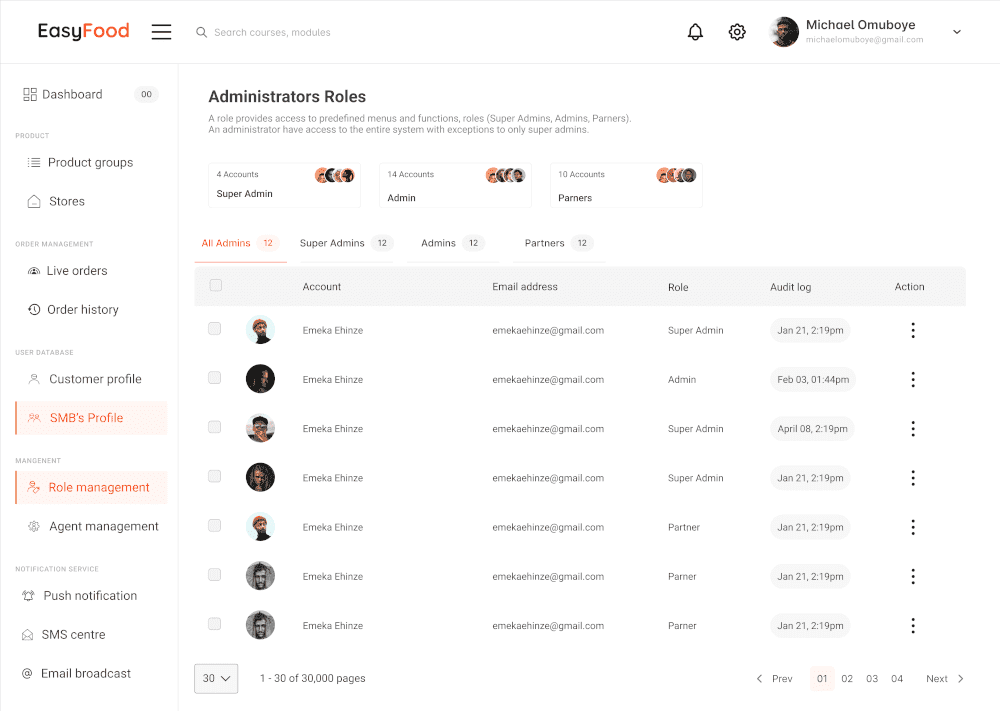 EasyFood
Search courses, modules
Michael Omuboye
michaelomuboye@gmail.com
Dashboard 00
PRODUCT
Product groups
Stores
ORDER MANAGEMENT
Live orders
Order history
USER DATABASE
Customer profile
SMB's Profile
MANGENENT
Role management
Agent management
NOTIFICATION SERVICE
Push notification
SMS centre
@ Email broadcast
Administrators Roles
A role provides access to predefined menus and functions, roles (Super Admins, Admins, Parners).
An administrator have access to the entire system with exceptions to only super admins.
4 Accounts
Super Admin
14 Accounts
Admin
10 Accounts
Parners
All Admins 12 Super Admins 12 Admins 12 Partners 12
Account Email address Role Audit log Action
Emeka Ehinze emekaehinze@gmail.com Super Admin Jan 21, 2:19pm
Emeka Ehinze emekaehinze@gmail.com Admin Feb 03, 01:44pm
Emeka Ehinze emekaehinze@gmail.com Super Admin April 08, 2:19pm
Emeka Ehinze emekaehinze@gmail.com Super Admin Jan 21, 2:19pm
Emeka Ehinze emekaehinze@gmail.com Partner Jan 21, 2:19pm
Emeka Ehinze emekaehinze@gmail.com Parner Jan 21, 2:19pm
Emeka Ehinze emekaehinze@gmail.com Parner Jan 21, 2:19pm
30 1 - 30 of 30,000 pages Prev 01 02 03 04 Next